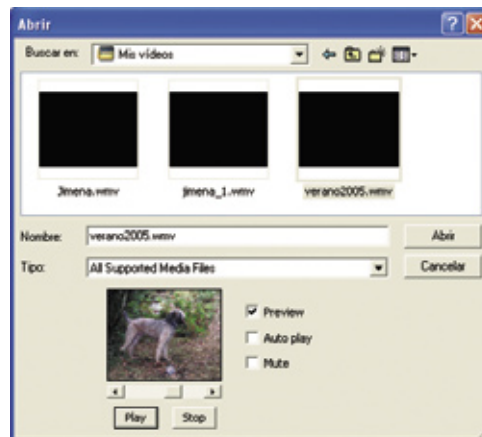 Abrir
Buscar en: Mis vídeos
Jimena.wmv jimena_1.wmv verano2005.wmv
Nombre: verano2005.wmv Abrir
Tipo: All Supported Media Files Cancelar
Preview
Auto play
Mute
Play Stop